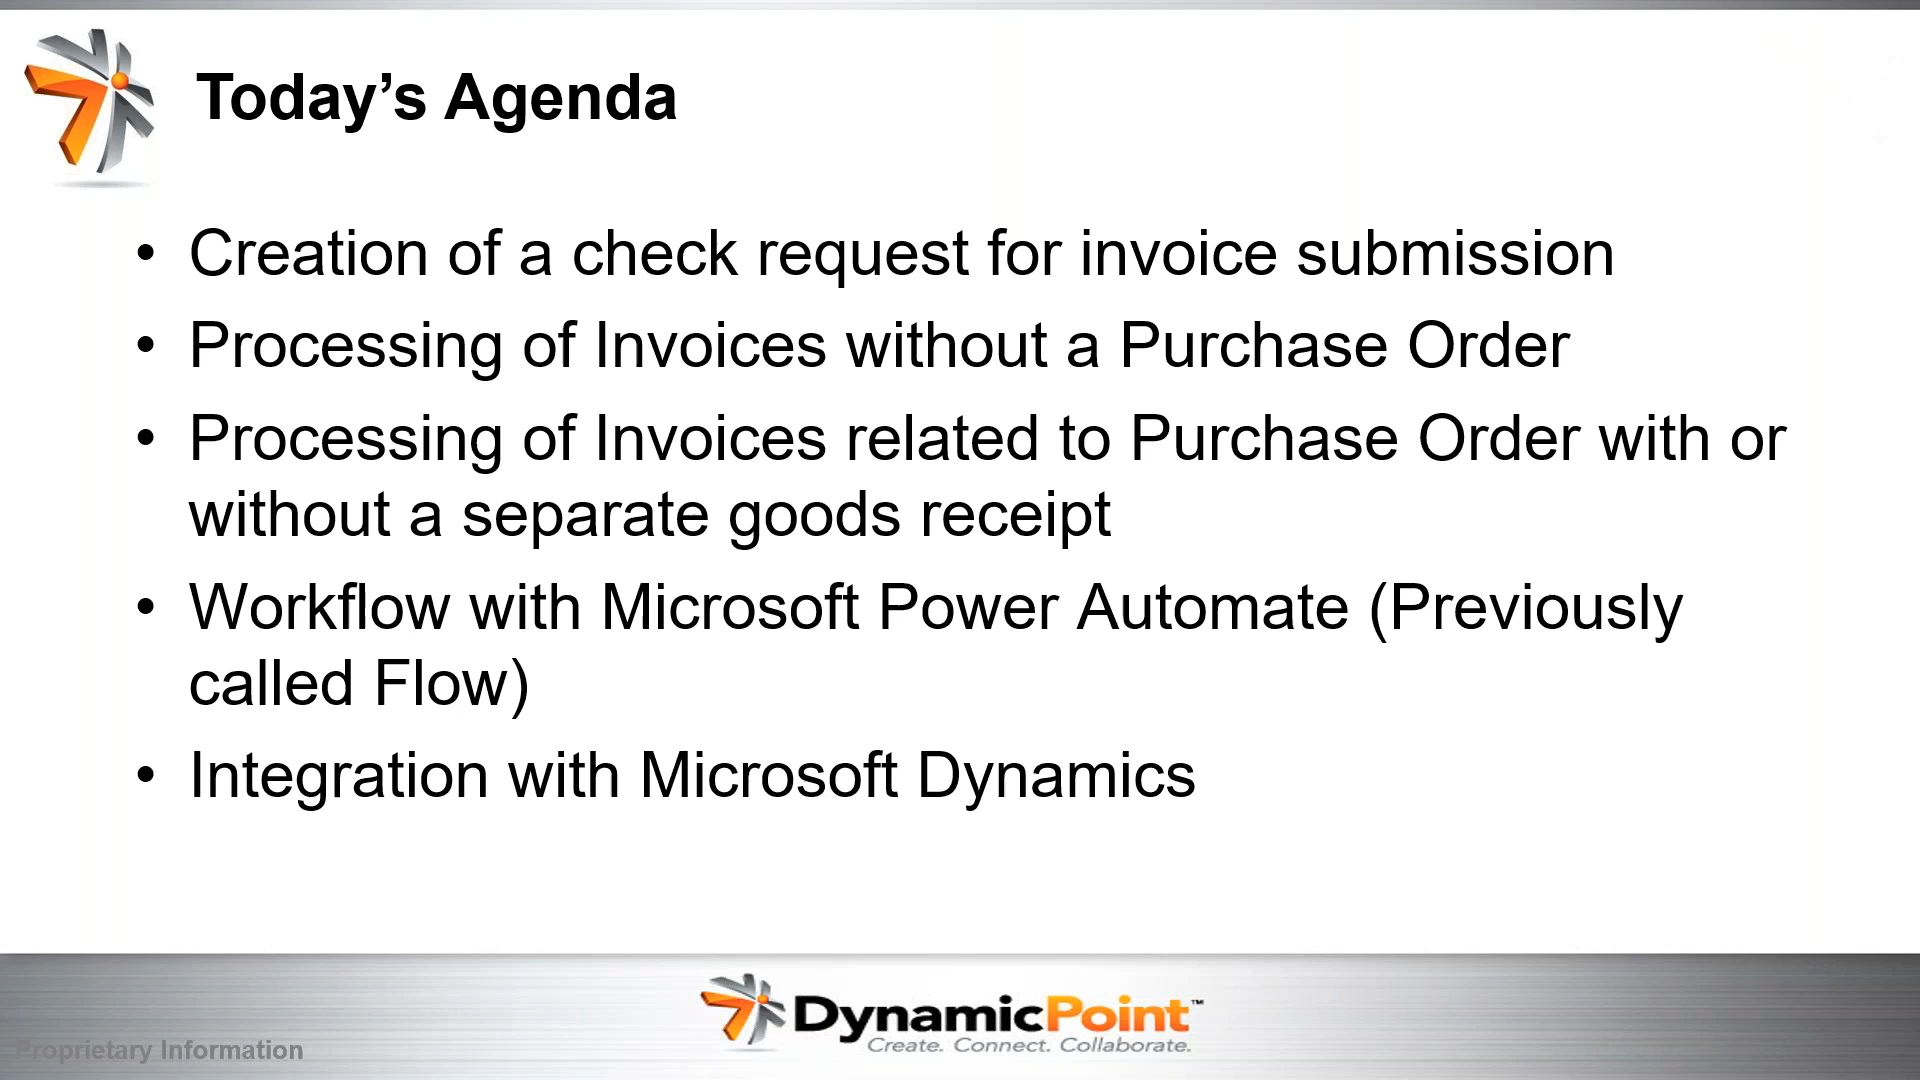 Today’s Agenda
• Creation of a check request for invoice submission
• Processing of Invoices without a Purchase Order
• Processing of Invoices related to Purchase Order with or
without a separate goods receipt
• Workflow with Microsoft Power Automate (Previously
called Flow)
• Integration with Microsoft Dynamics
DynamicPoint™
Create. Connect. Collaborate.
Proprietary Information